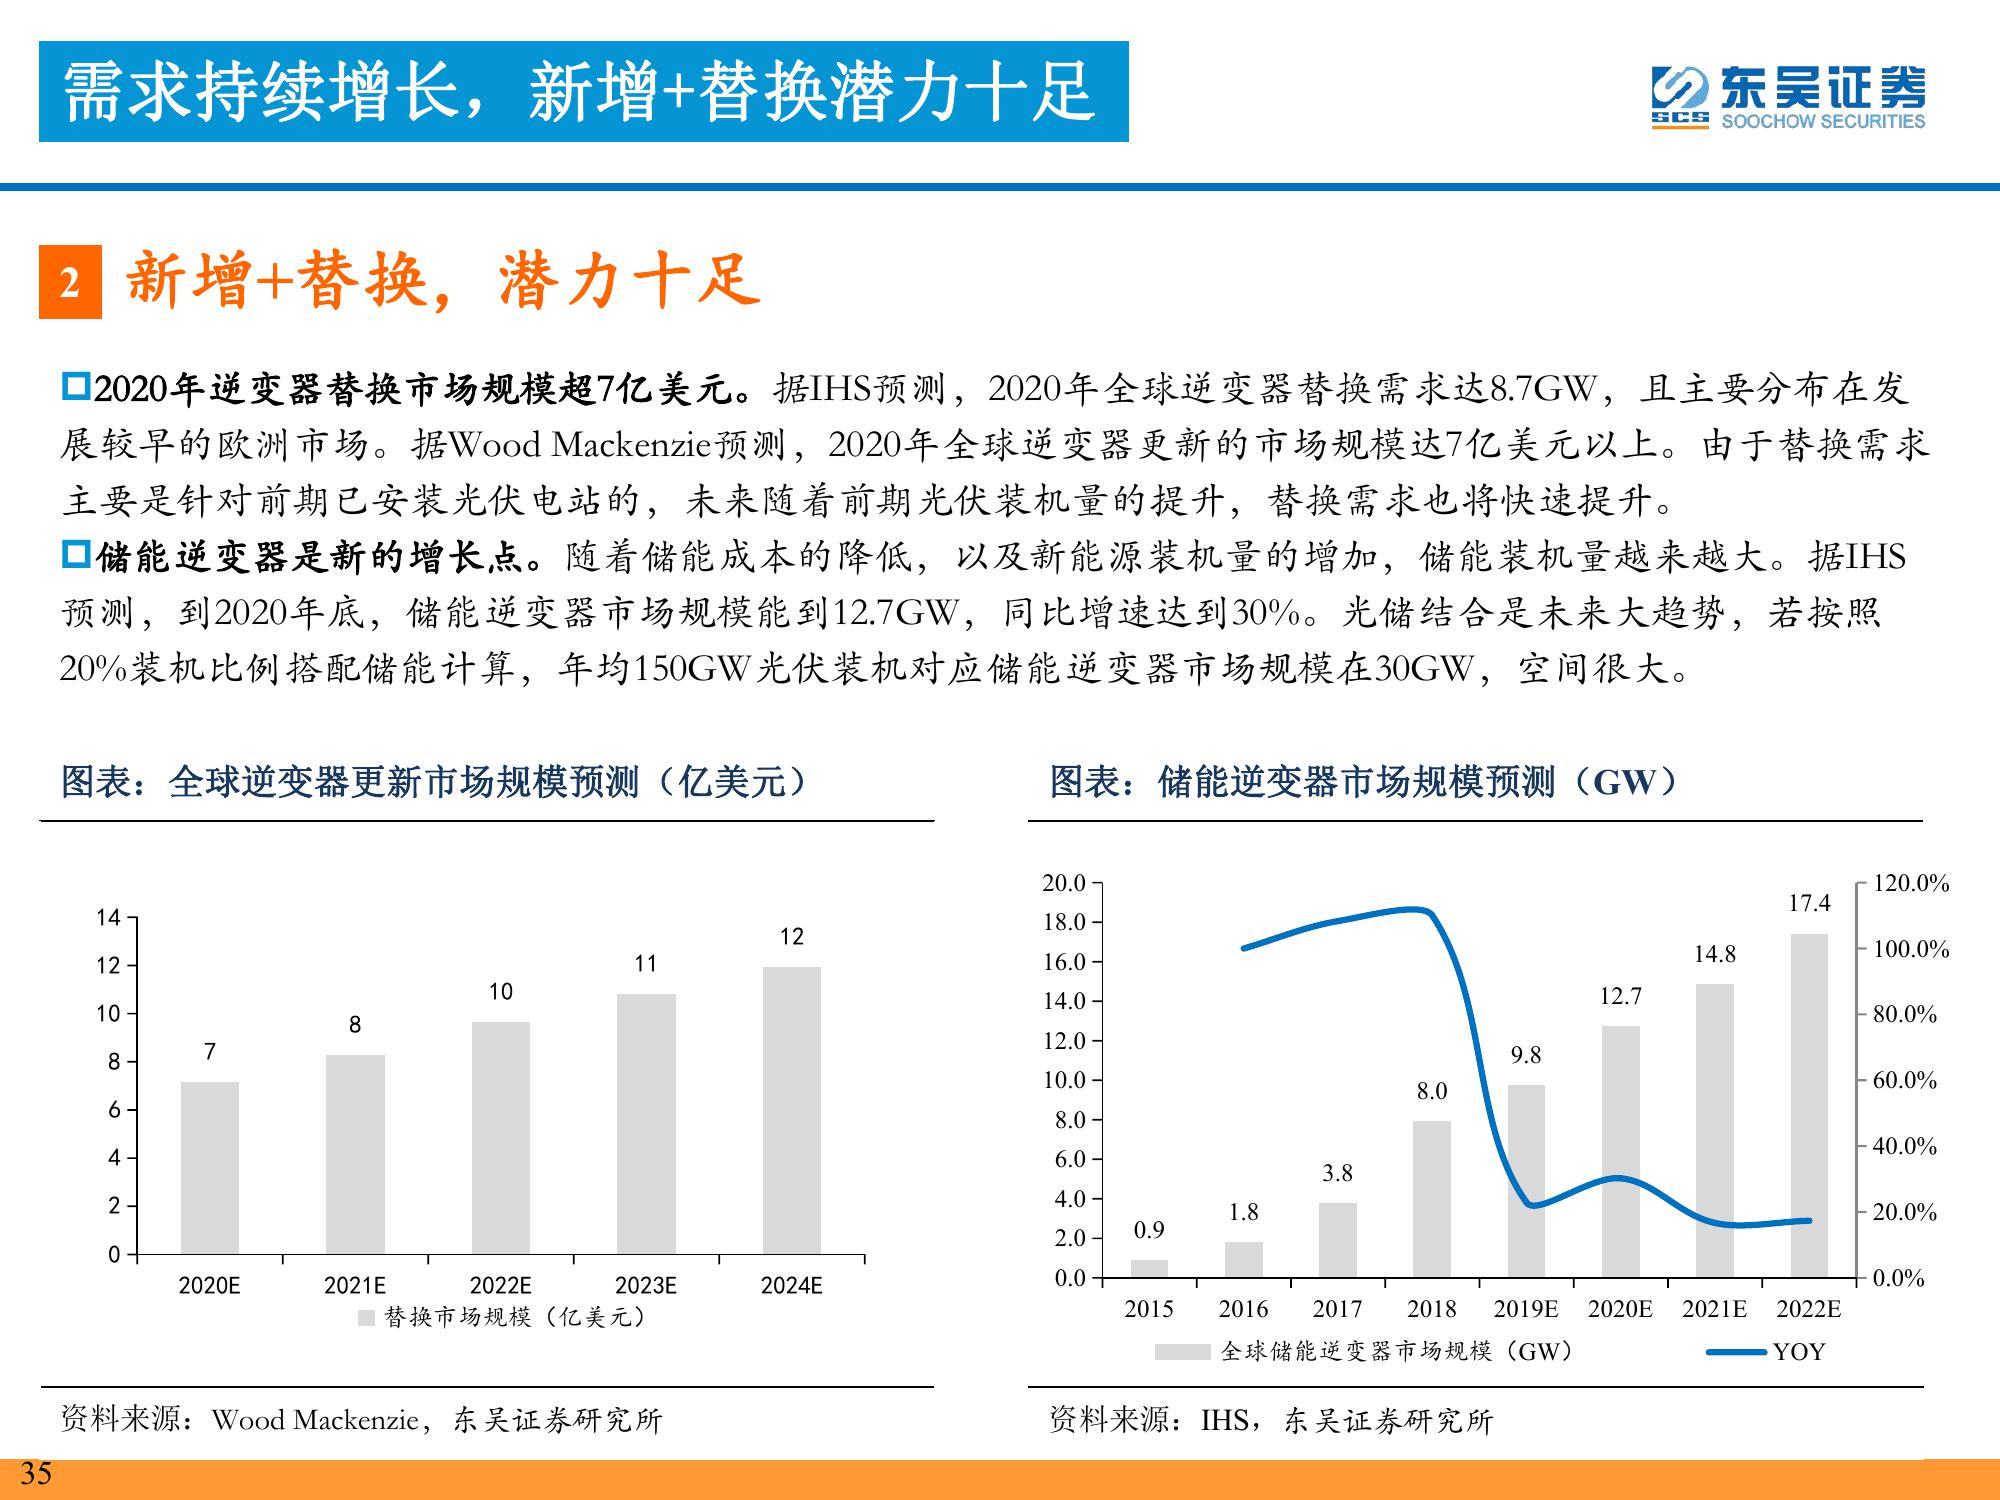 需求持续增长，新增+替换潜力十足
东吴证券
SCS
SOOCHOW SECURITIES
2
新增+替换，潜力十足
2020年逆变器替换市场规模超7亿美元。据IHS预测，2020年全球逆变器替换需求达8.7GW，且主要分布在发
展较早的欧洲市场。据Wood Mackenzie预测，2020年全球逆变器更新的市场规模达7亿美元以上。由于替换需求
主要是针对前期已安装光伏电站的，未来随着前期光伏装机量的提升，替换需求也将快速提升。
储能逆变器是新的增长点。随着储能成本的降低，以及新能源装机量的增加，储能装机量越来越大。据IHS
预测，到2020年底，储能逆变器市场规模能到12.7GW，同比增速达到30%。光储结合是未来大趋势，若按照
20%装机比例搭配储能计算，年均150GW光伏装机对应储能逆变器市场规模在30GW，空间很大。
图表：全球逆变器更新市场规模预测（亿美元）
14
12
10
8
6
4
2
0
7
8
10
11
12
2020E
2021E
2022E
2023E
2024E
替换市场规模（亿美元）
资料来源：Wood Mackenzie，东吴证券研究所
图表：储能逆变器市场规模预测（GW）
20.0
18.0
16.0
14.0
12.0
10.0
8.0
6.0
4.0
2.0
0.0
0.9
1.8
3.8
8.0
9.8
12.7
14.8
17.4
120.0%
100.0%
80.0%
60.0%
40.0%
20.0%
0.0%
2015
2016
2017
2018
2019E
2020E
2021E
2022E
全球储能逆变器市场规模（GW）
YOY
资料来源：IHS，东吴证券研究所
35